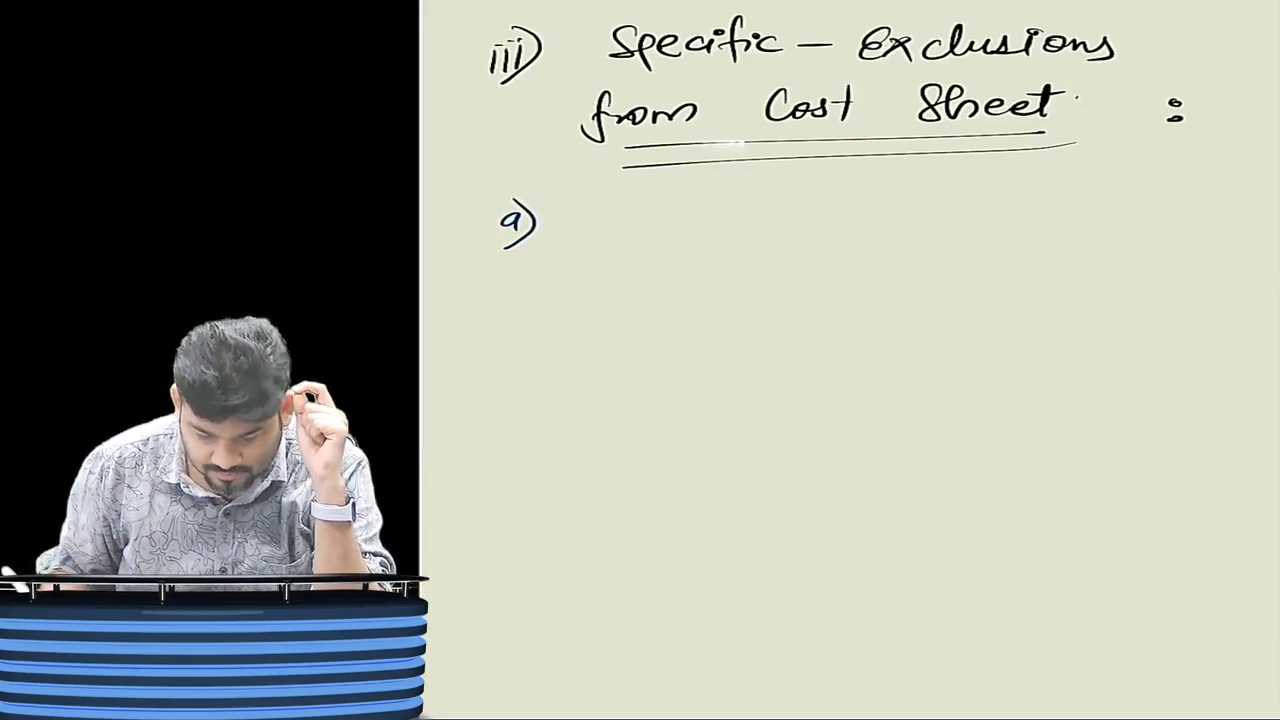 iii) Specific - Exclusions
from Cost Sheet :
a)